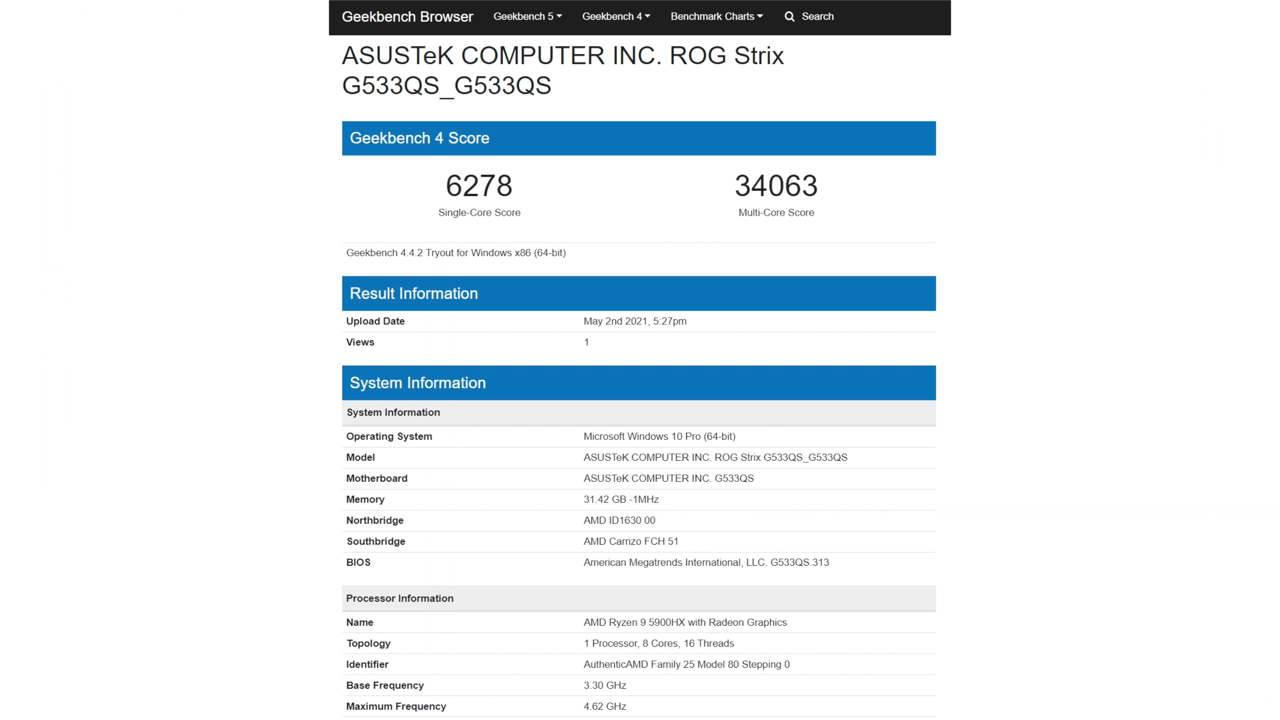 Geekbench Browser Geekbench 5 Geekbench 4 Benchmark Charts Search
ASUSTeK COMPUTER INC. ROG Strix
G533QS_G533QS
Geekbench 4 Score
6278 34063
Single-Core Score Multi-Core Score
Geekbench 4.4.2 Tryout for Windows x86 (64-bit)
Result Information
Upload Date May 2nd 2021, 5:27pm
Views 1
System Information
System Information
Operating System Microsoft Windows 10 Pro (64-bit)
Model ASUSTeK COMPUTER INC. ROG Strix G533QS_G533QS
Motherboard ASUSTeK COMPUTER INC. G533QS
Memory 31.42 GB -1MHz
Northbridge AMD ID1630 00
Southbridge AMD Carrizo FCH 51
BIOS American Megatrends International, LLC. G533QS.313
Processor Information
Name AMD Ryzen 9 5900HX with Radeon Graphics
Topology 1 Processor, 8 Cores, 16 Threads
Identifier AuthenticAMD Family 25 Model 80 Stepping 0
Base Frequency 3.30 GHz
Maximum Frequency 4.62 GHz